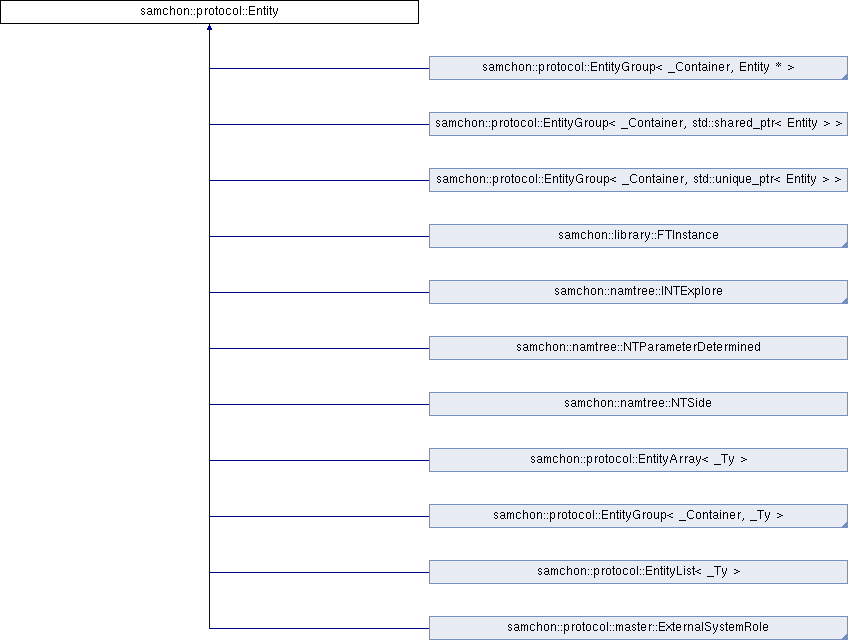 samchon::protocol::Entity
samchon::protocol::EntityGroup< _Container, Entity * >
samchon::protocol::EntityGroup< _Container, std::shared_ptr< Entity > >
samchon::protocol::EntityGroup< _Container, std::unique_ptr< Entity > >
samchon::library::FTInstance
samchon::namtree::INTExplore
samchon::namtree::NTParameterDetermined
samchon::namtree::NTSide
samchon::protocol::EntityArray< _Ty >
samchon::protocol::EntityGroup< _Container, _Ty >
samchon::protocol::EntityList< _Ty >
samchon::protocol::master::ExternalSystemRole